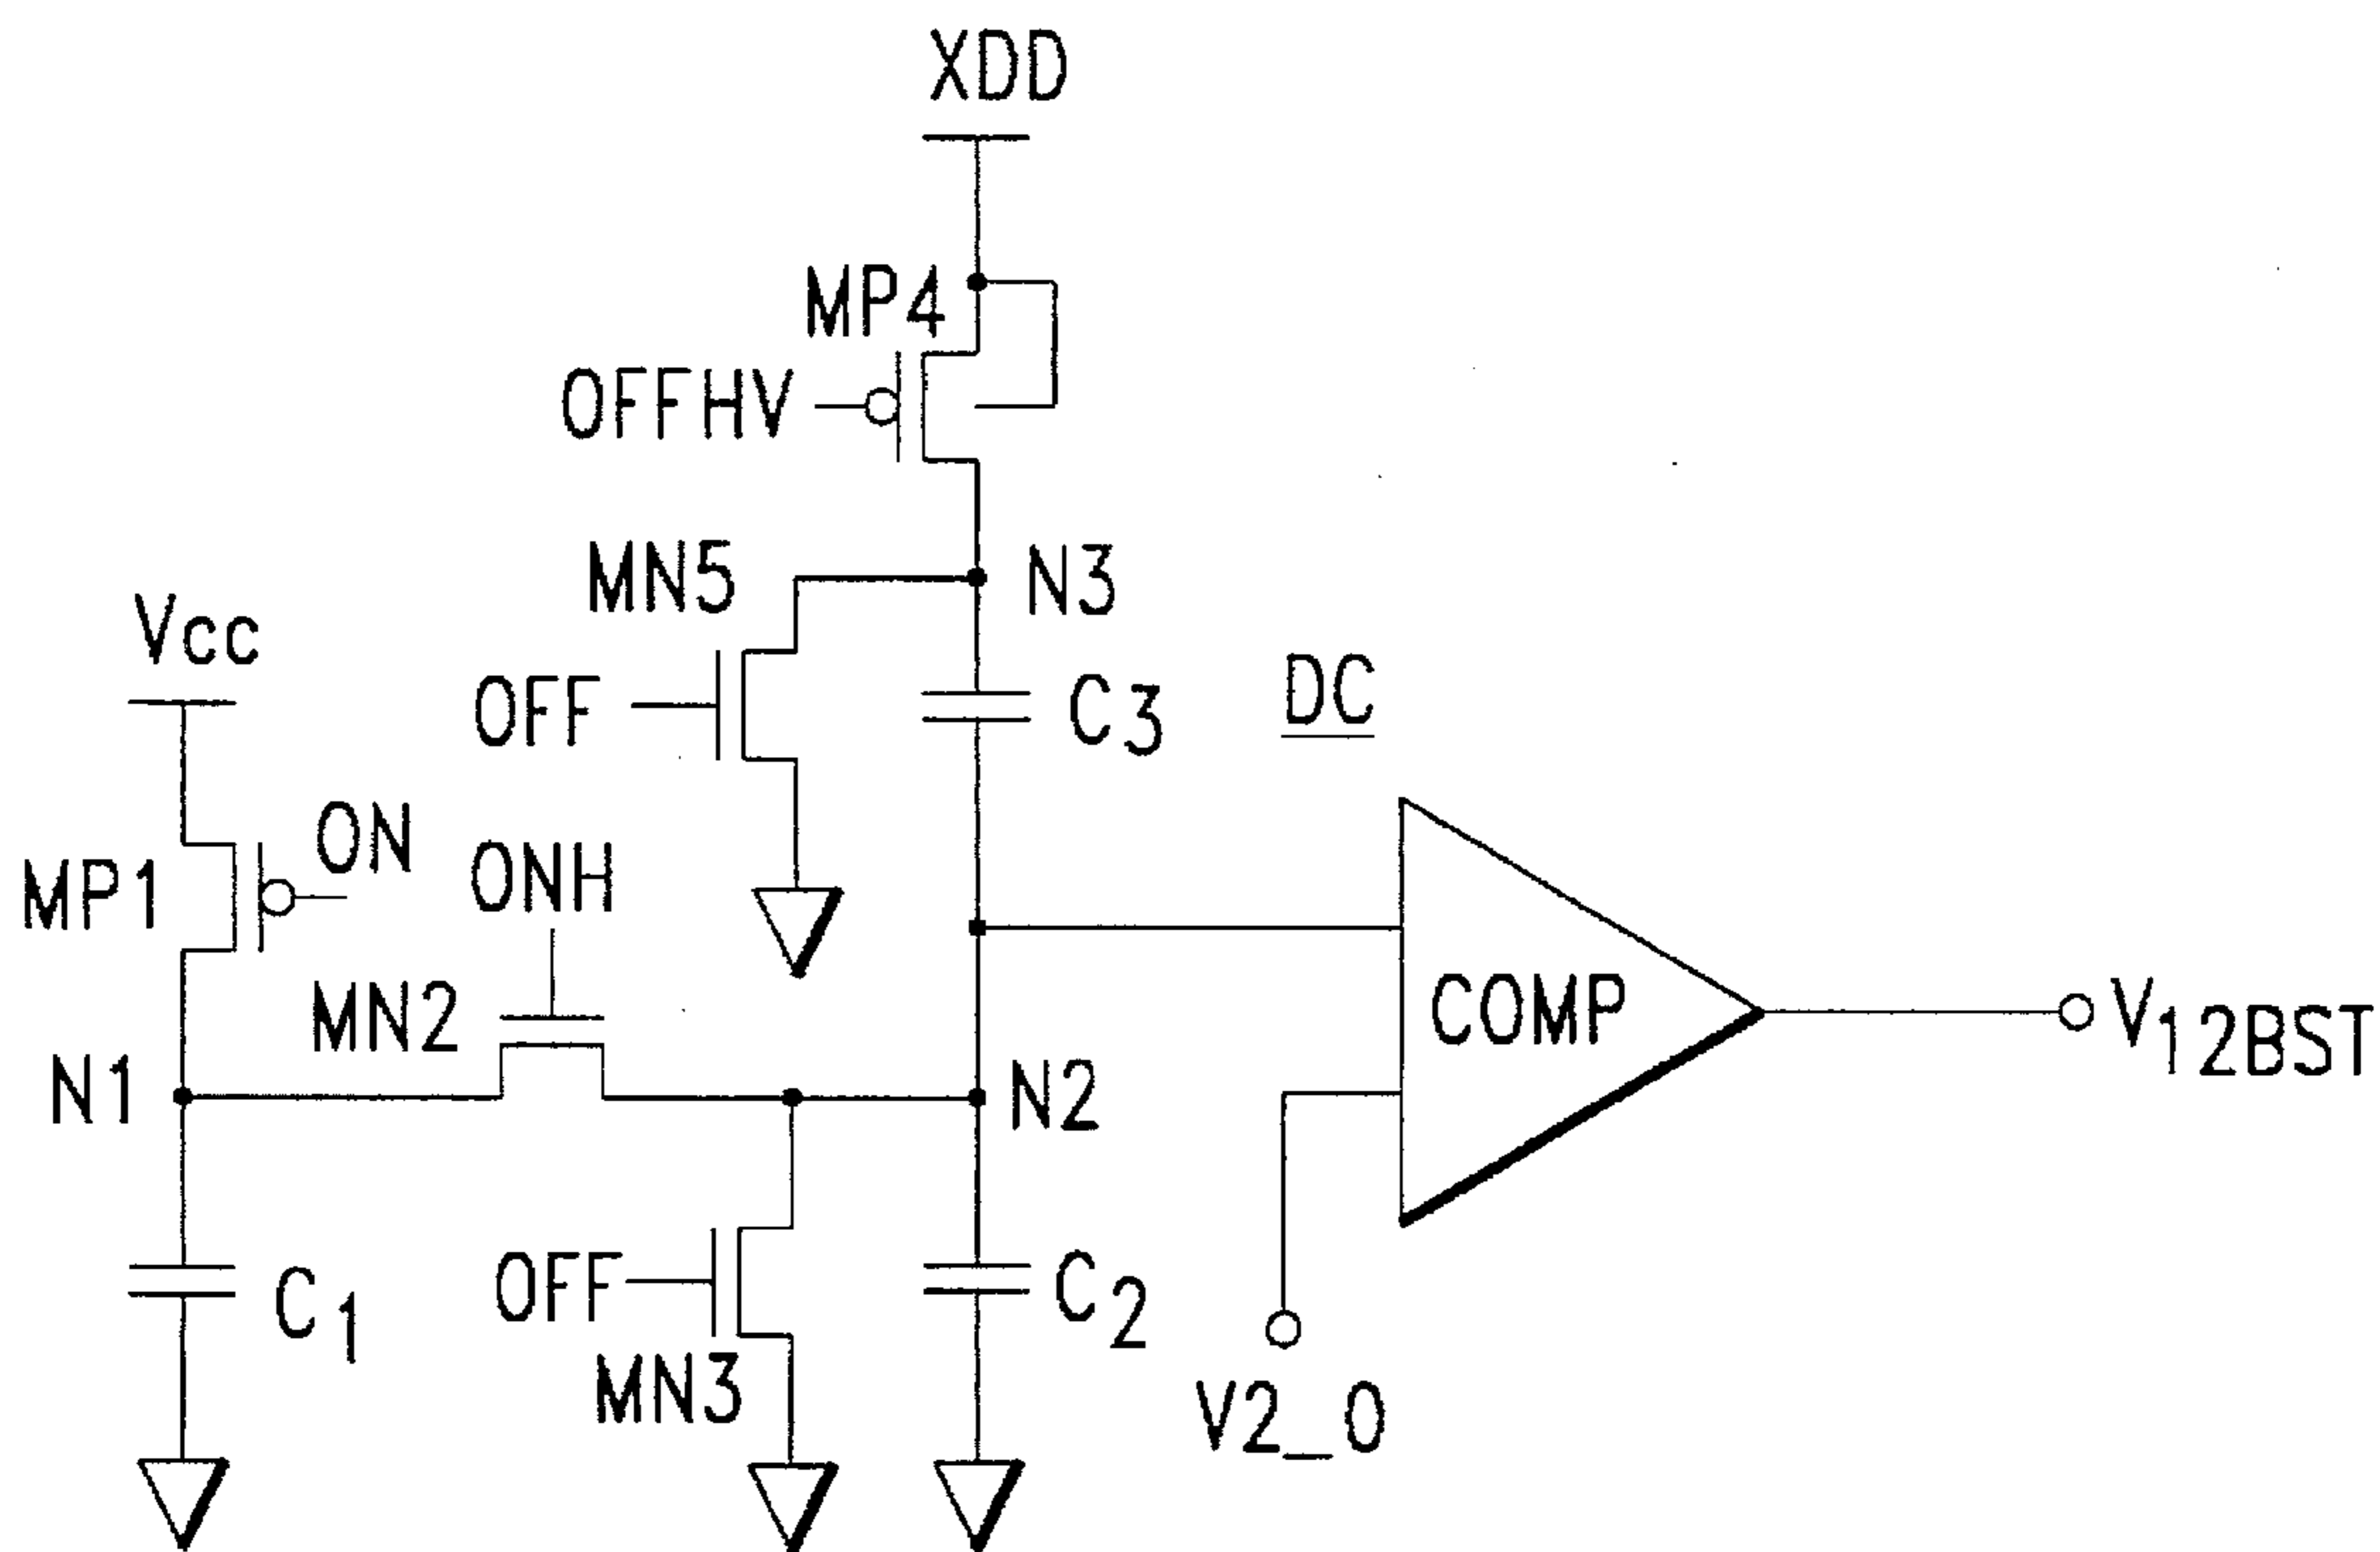 XDD
MP4
OFFHV
MN5
N3
Vcc
OFF
C3
DC
ON
MP1
ONH
MN2
COMP
V12BST
N1
N2
C1
OFF
C2
MN3
V2_0